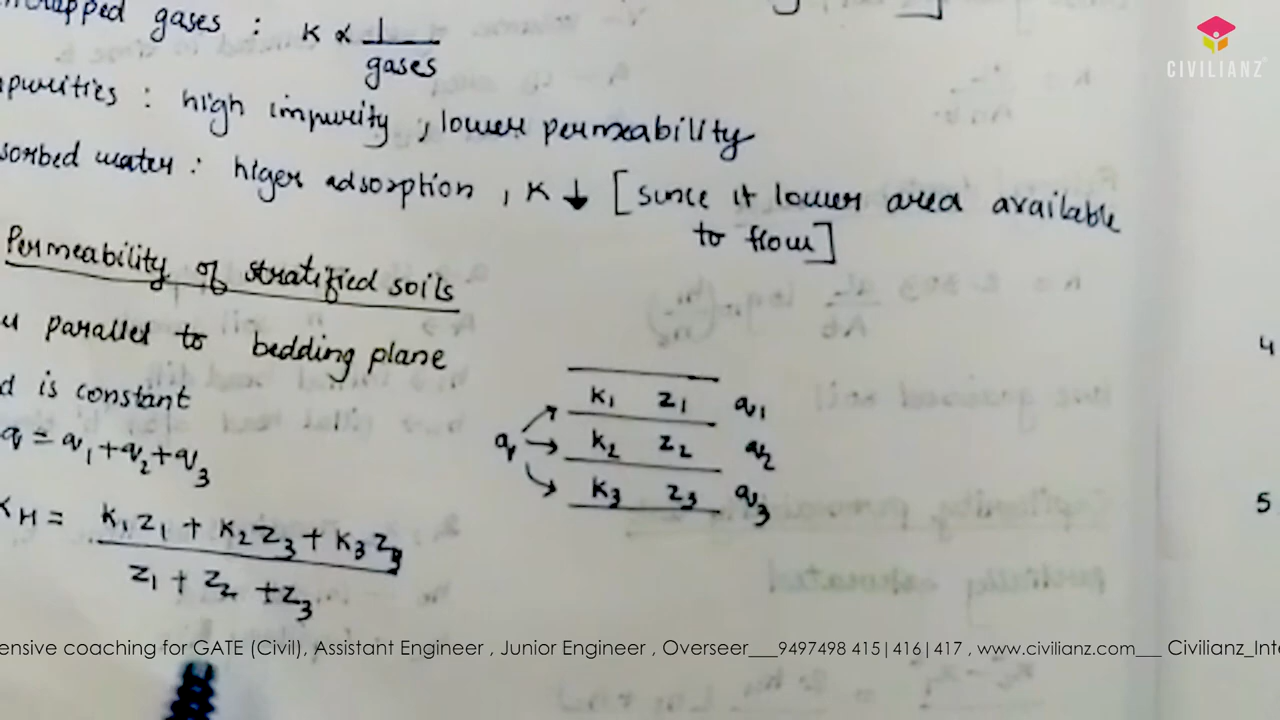 gases : K ∝ 1/gases
CIVILIANZ
purities : high impurity , lower permeability
sorbed water : higer adsorption , K ↓ [since it lower area available
to flow]
Permeability of stratified soils
parallel to bedding plane
d is constant
q = q1+q2+q3
KH = K1Z1 + K2Z3 + K3Z3 / Z1 + Z2 + Z3
K1 Z1 q1
q K2 Z2 q2
K3 Z3 q3
4
5
ensive coaching for GATE (Civil), Assistant Engineer , Junior Engineer , Overseer___9497498 415|416|417 , www.civilianz.com___ Civilianz_Inte